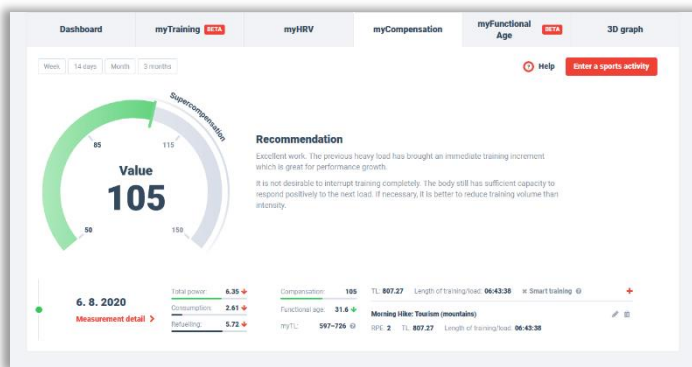 Dashboard
myTraining BETA
myHRV
myCompensation
myFunctional Age BETA
3D graph
Week
14 days
Month
3 months
Help
Enter a sports activity
Supercompensation
85
115
Value
105
50
150
Recommendation
Excellent work. The previous heavy load has brought an immediate training increment
which is great for performance growth.
It is not desirable to interrupt training completely. The body still has sufficient capacity to
respond positively to the next load. If necessary, it is better to reduce training volume than
intensity.
6. 8. 2020
Measurement detail
Total power: 6.35
Consumption: 2.61
Refuelling: 5.72
Compensation: 105
Functional age: 31.6
myTL: 597–726
TL: 807.27 Length of training/load: 06:43:38 Smart training
Morning Hike: Tourism (mountains)
RPE: 2 TL: 807.27 Length of training/load: 06:43:38